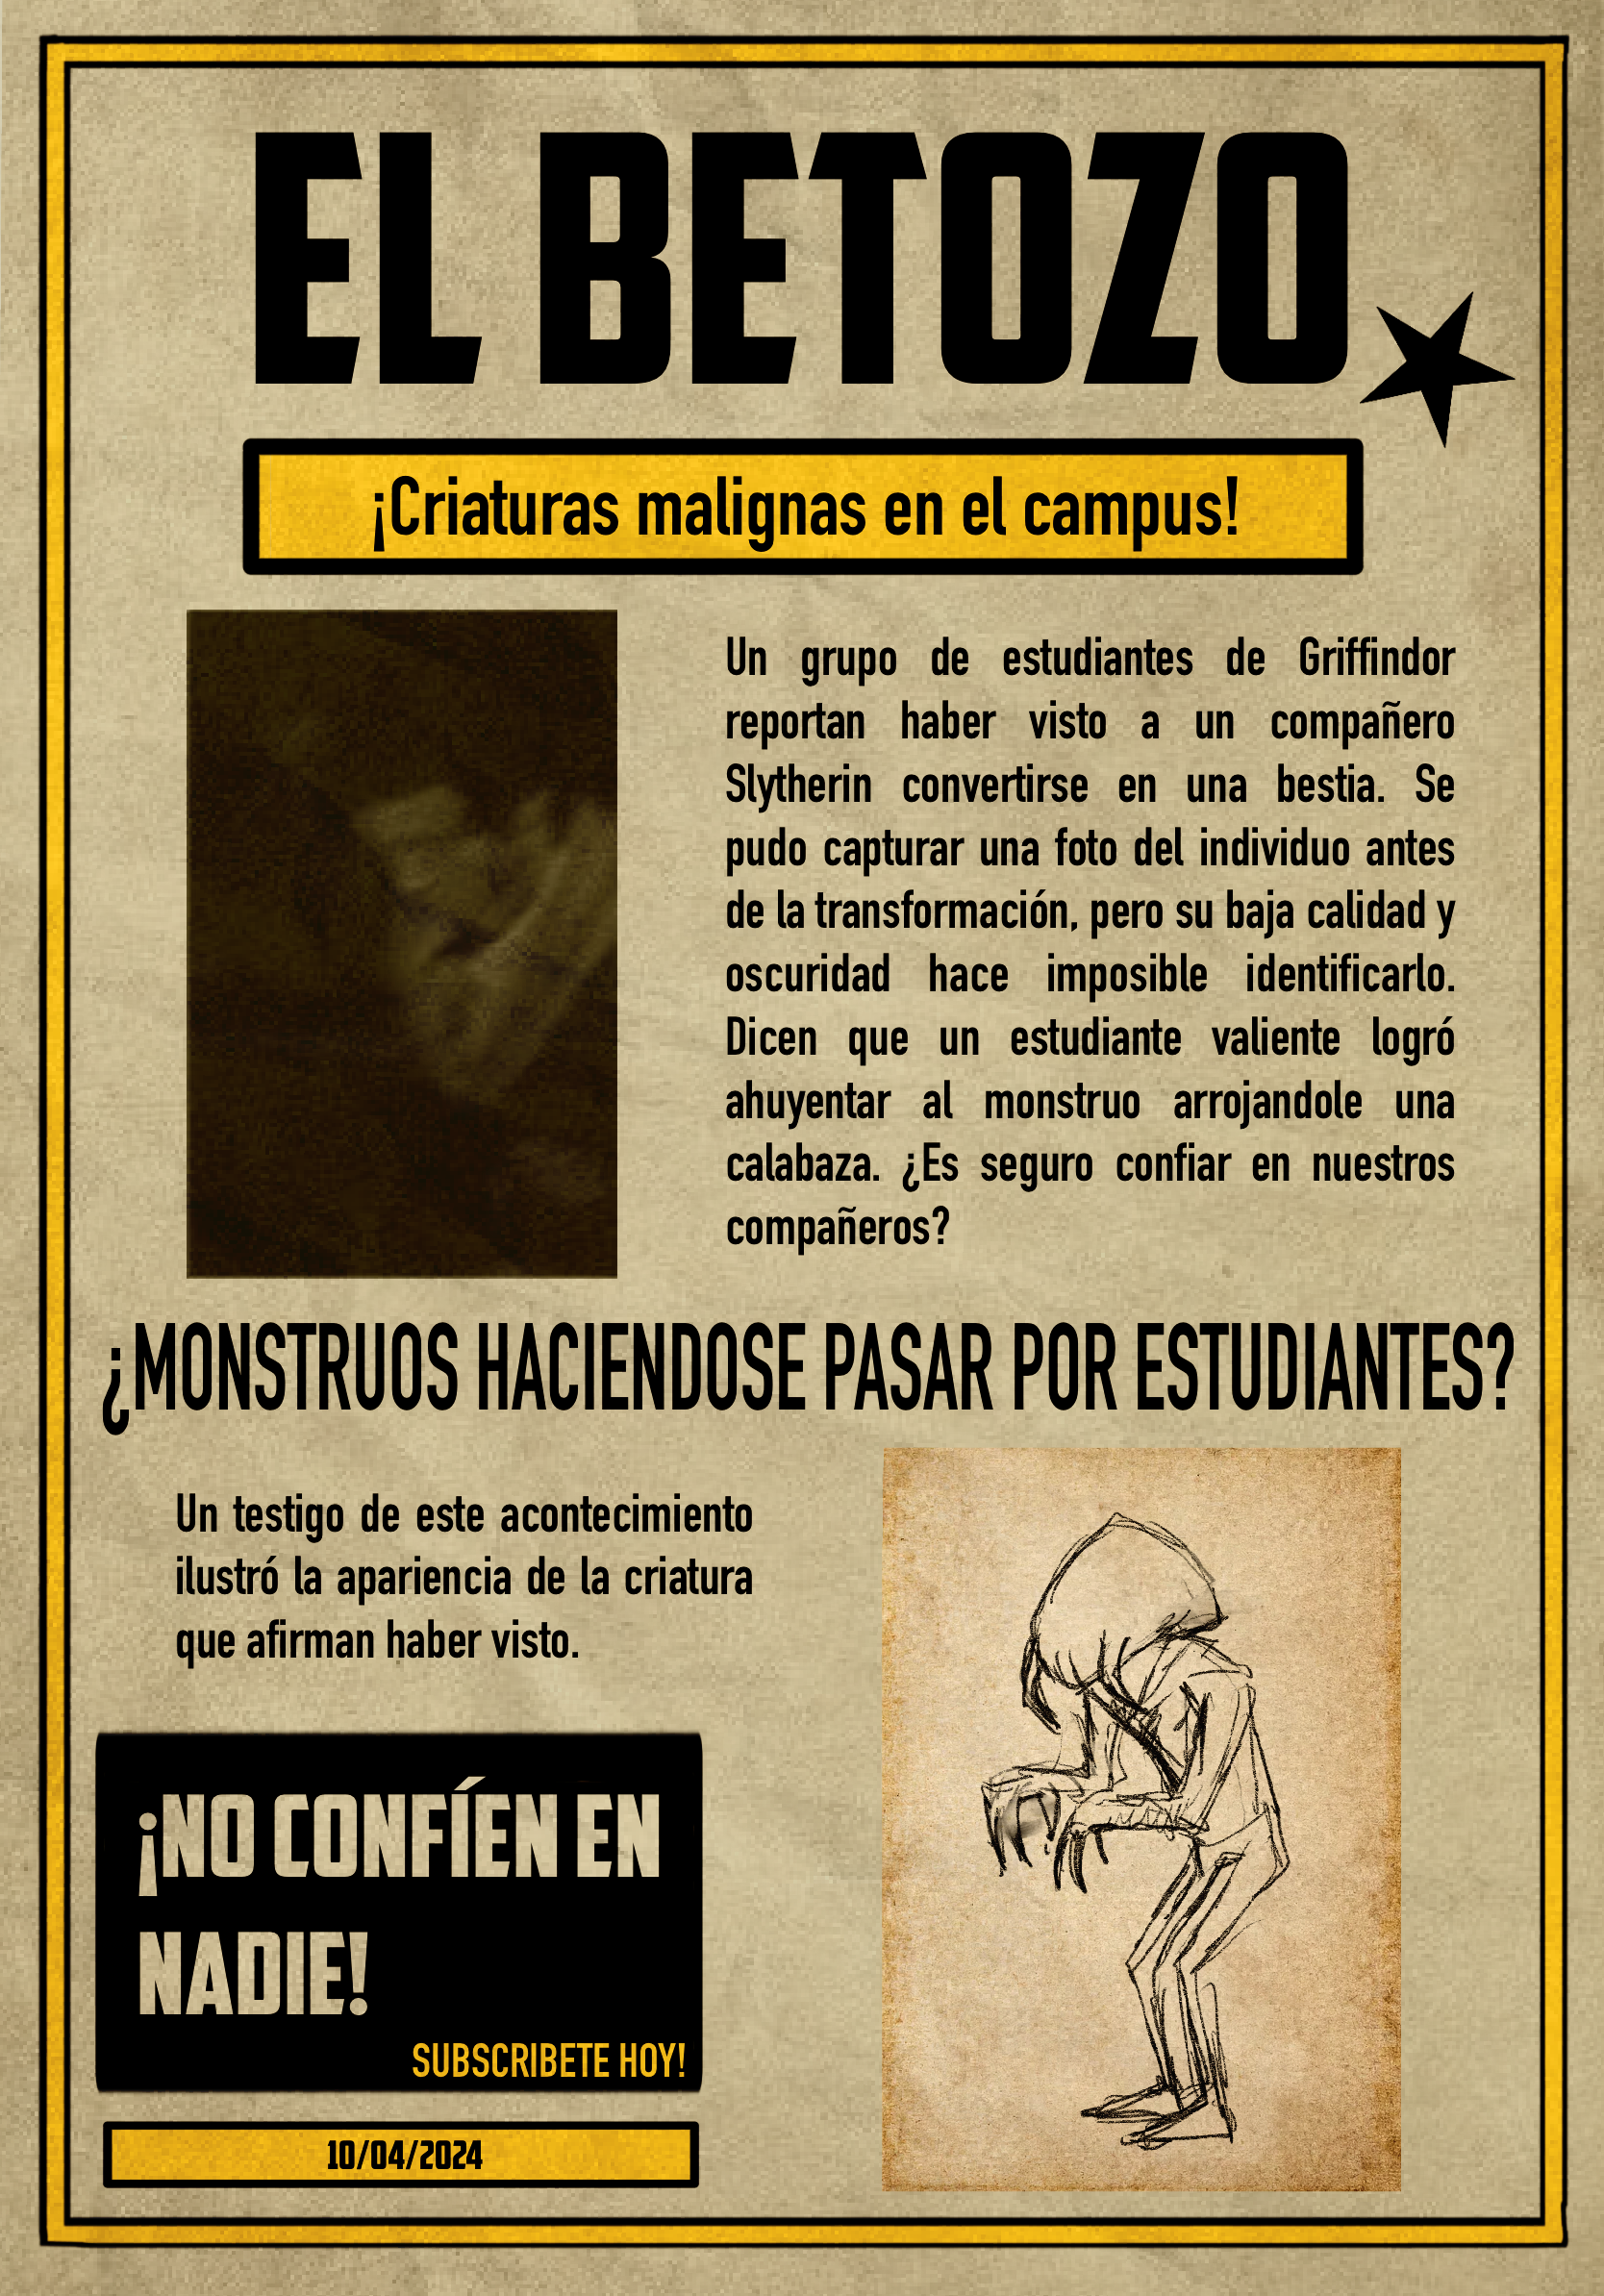 EL BETOZO
¡Criaturas malignas en el campus!
Un grupo de estudiantes de Griffindor
reportan haber visto a un compañero
Slytherin convertirse en una bestia. Se
pudo capturar una foto del individuo antes
de la transformación, pero su baja calidad y
oscuridad hace imposible identificarlo.
Dicen que un estudiante valiente logró
ahuyentar al monstruo arrojandole una
calabaza. ¿Es seguro confiar en nuestros
compañeros?
¿MONSTRUOS HACIENDOSE PASAR POR ESTUDIANTES?
Un testigo de este acontecimiento
ilustró la apariencia de la criatura
que afirman haber visto.
¡NO CONFÍEN EN
NADIE!
SUBSCRIBETE HOY!
10/04/2024